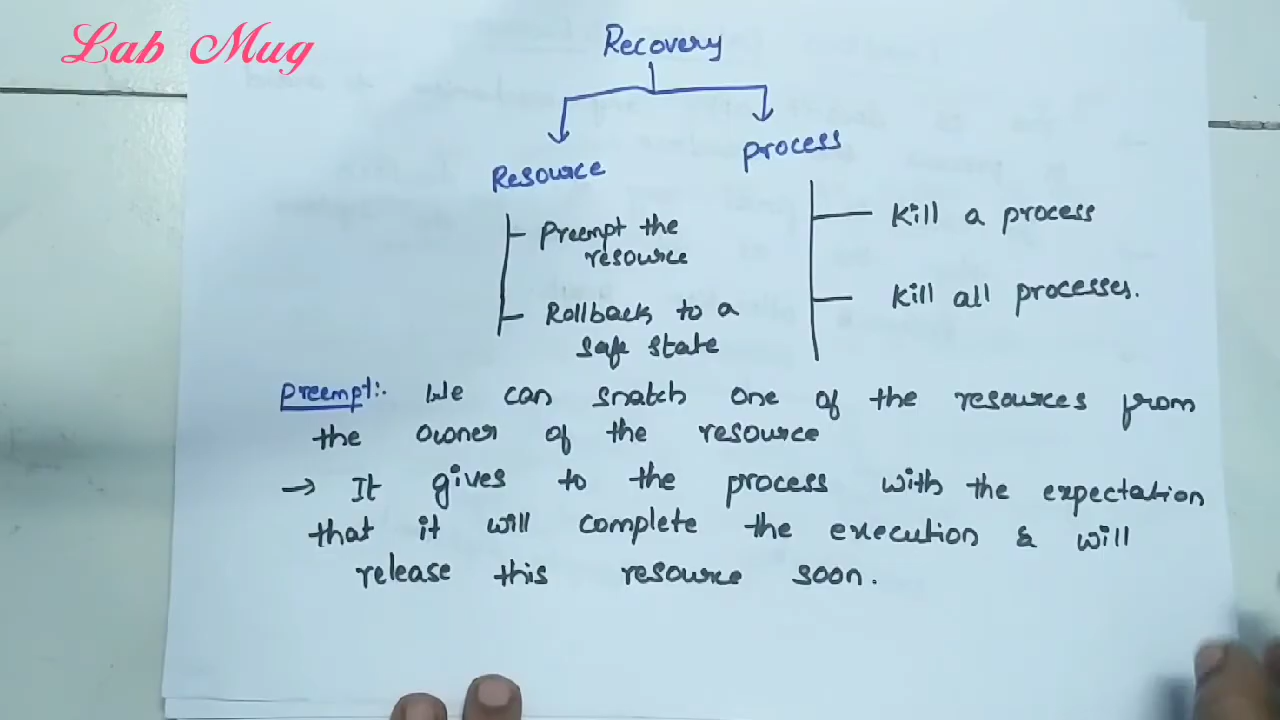 Lab Mug
Recovery
Resource
process
Preempt the
resource
Rollback to a
safe state
Kill a process
Kill all processes.
Preempt:- We can snatch one of the resources from
the owner of the resource
→ It gives to the process with the expectation
that it will complete the execution & will
release this resource soon.